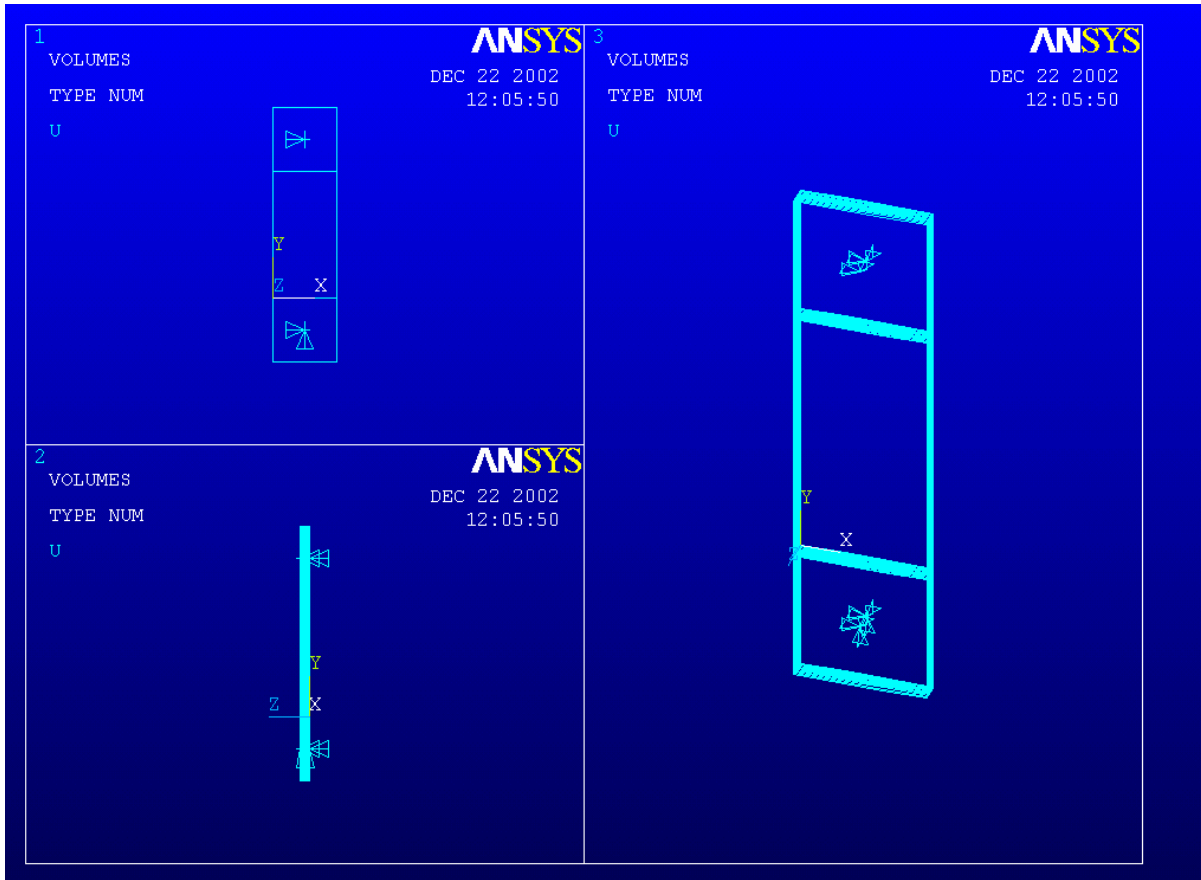 1
ANSYS
VOLUMES
DEC 22 2002
TYPE NUM
12:05:50
U
Y
Z X
2
ANSYS
VOLUMES
DEC 22 2002
TYPE NUM
12:05:50
U
Y
Z X
3
ANSYS
VOLUMES
DEC 22 2002
TYPE NUM
12:05:50
U
Y
X
Z